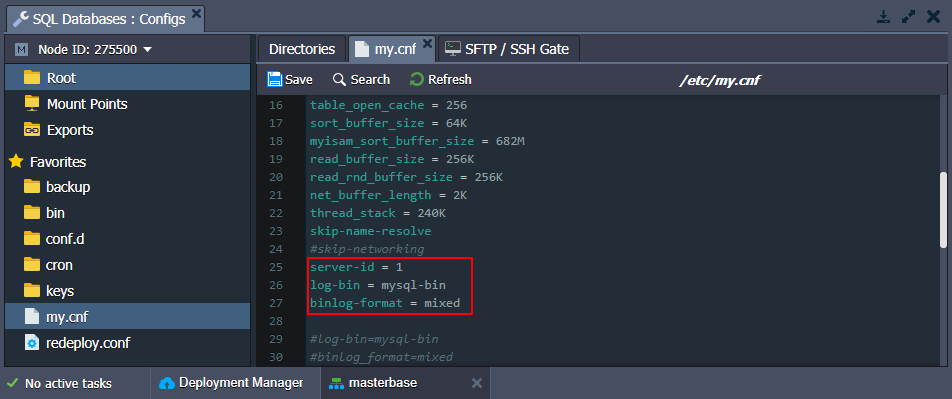 SQL Databases : Configs
M Node ID: 275500
Root
Mount Points
Exports
Favorites
backup
bin
conf.d
cron
keys
my.cnf
redeploy.conf
Directories my.cnf SFTP / SSH Gate
Save Search Refresh /etc/my.cnf
16 table_open_cache = 256
17 sort_buffer_size = 64K
18 myisam_sort_buffer_size = 682M
19 read_buffer_size = 256K
20 read_rnd_buffer_size = 256K
21 net_buffer_length = 2K
22 thread_stack = 240K
23 skip-name-resolve
24 #skip-networking
25 server-id = 1
26 log-bin = mysql-bin
27 binlog-format = mixed
28
29 #log-bin=mysql-bin
30 #binlog_format=mixed
No active tasks Deployment Manager masterbase